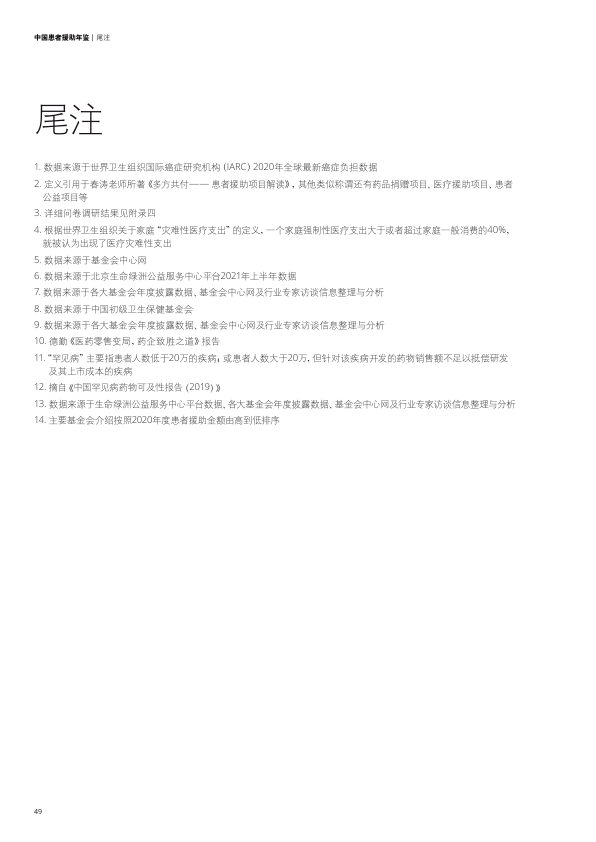 中国患者援助年鉴 | 尾注
尾注
1. 数据来源于世界卫生组织国际癌症研究机构 (IARC) 2020年全球最新癌症负担数据
2. 定义引用于春涛老师所著《多方共付—— 患者援助项目解读》，其他类似称谓还有药品捐赠项目、医疗援助项目、患者
公益项目等
3. 详细问卷调研结果见附录四
4. 根据世界卫生组织关于家庭 “灾难性医疗支出” 的定义，一个家庭强制性医疗支出大于或者超过家庭一般消费的40%，
就被认为出现了医疗灾难性支出
5. 数据来源于基金会中心网
6. 数据来源于北京生命绿洲公益服务中心平台2021年上半年数据
7. 数据来源于各大基金会年度披露数据、基金会中心网及行业专家访谈信息整理与分析
8. 数据来源于中国初级卫生保健基金会
9. 数据来源于各大基金会年度披露数据、基金会中心网及行业专家访谈信息整理与分析
10. 德勤《医药零售变局，药企致胜之道》报告
11. “罕见病” 主要指患者人数低于20万的疾病；或患者人数大于20万，但针对该疾病开发的药物销售额不足以抵偿研发
及其上市成本的疾病
12. 摘自《中国罕见病药物可及性报告 (2019) 》
13. 数据来源于生命绿洲公益服务中心平台数据、各大基金会年度披露数据、基金会中心网及行业专家访谈信息整理与分析
14. 主要基金会介绍按照2020年度患者援助金额由高到低排序
49